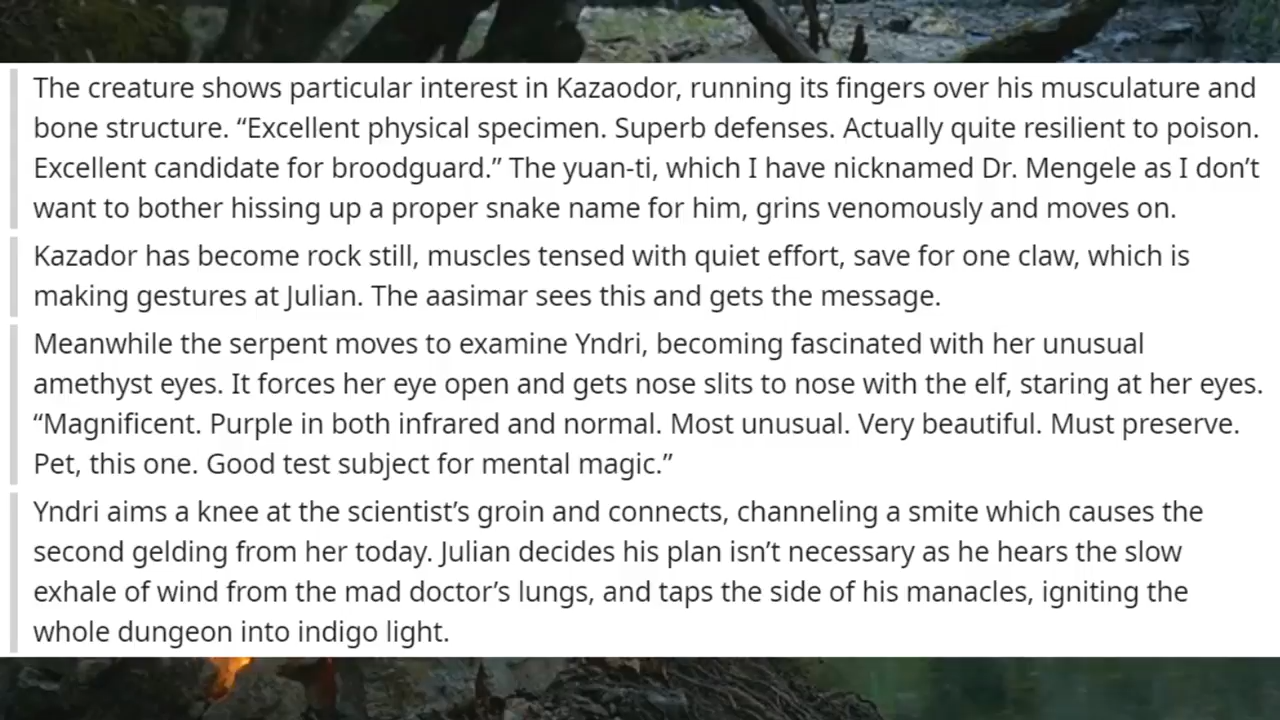 The creature shows particular interest in Kazaodor, running its fingers over his musculature and
bone structure. “Excellent physical specimen. Superb defenses. Actually quite resilient to poison.
Excellent candidate for broodguard.” The yuan-ti, which I have nicknamed Dr. Mengele as I don’t
want to bother hissing up a proper snake name for him, grins venomously and moves on.
Kazador has become rock still, muscles tensed with quiet effort, save for one claw, which is
making gestures at Julian. The aasimar sees this and gets the message.
Meanwhile the serpent moves to examine Yndri, becoming fascinated with her unusual
amethyst eyes. It forces her eye open and gets nose slits to nose with the elf, staring at her eyes.
“Magnificent. Purple in both infrared and normal. Most unusual. Very beautiful. Must preserve.
Pet, this one. Good test subject for mental magic.”
Yndri aims a knee at the scientist’s groin and connects, channeling a smite which causes the
second gelding from her today. Julian decides his plan isn’t necessary as he hears the slow
exhale of wind from the mad doctor’s lungs, and taps the side of his manacles, igniting the
whole dungeon into indigo light.